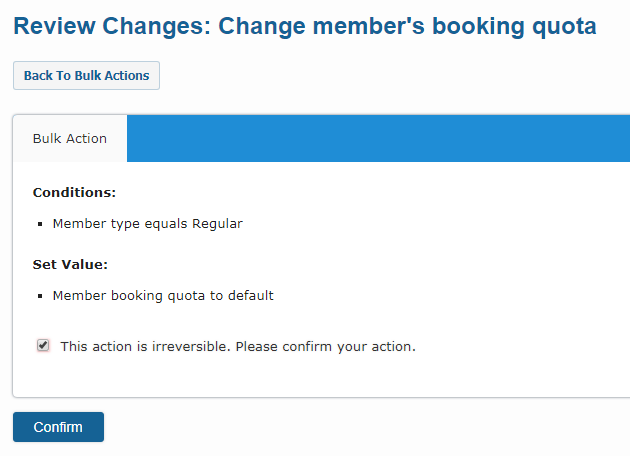 Review Changes: Change member's booking quota
Back To Bulk Actions
Bulk Action
Conditions:
Member type equals Regular
Set Value:
Member booking quota to default
This action is irreversible. Please confirm your action.
Confirm